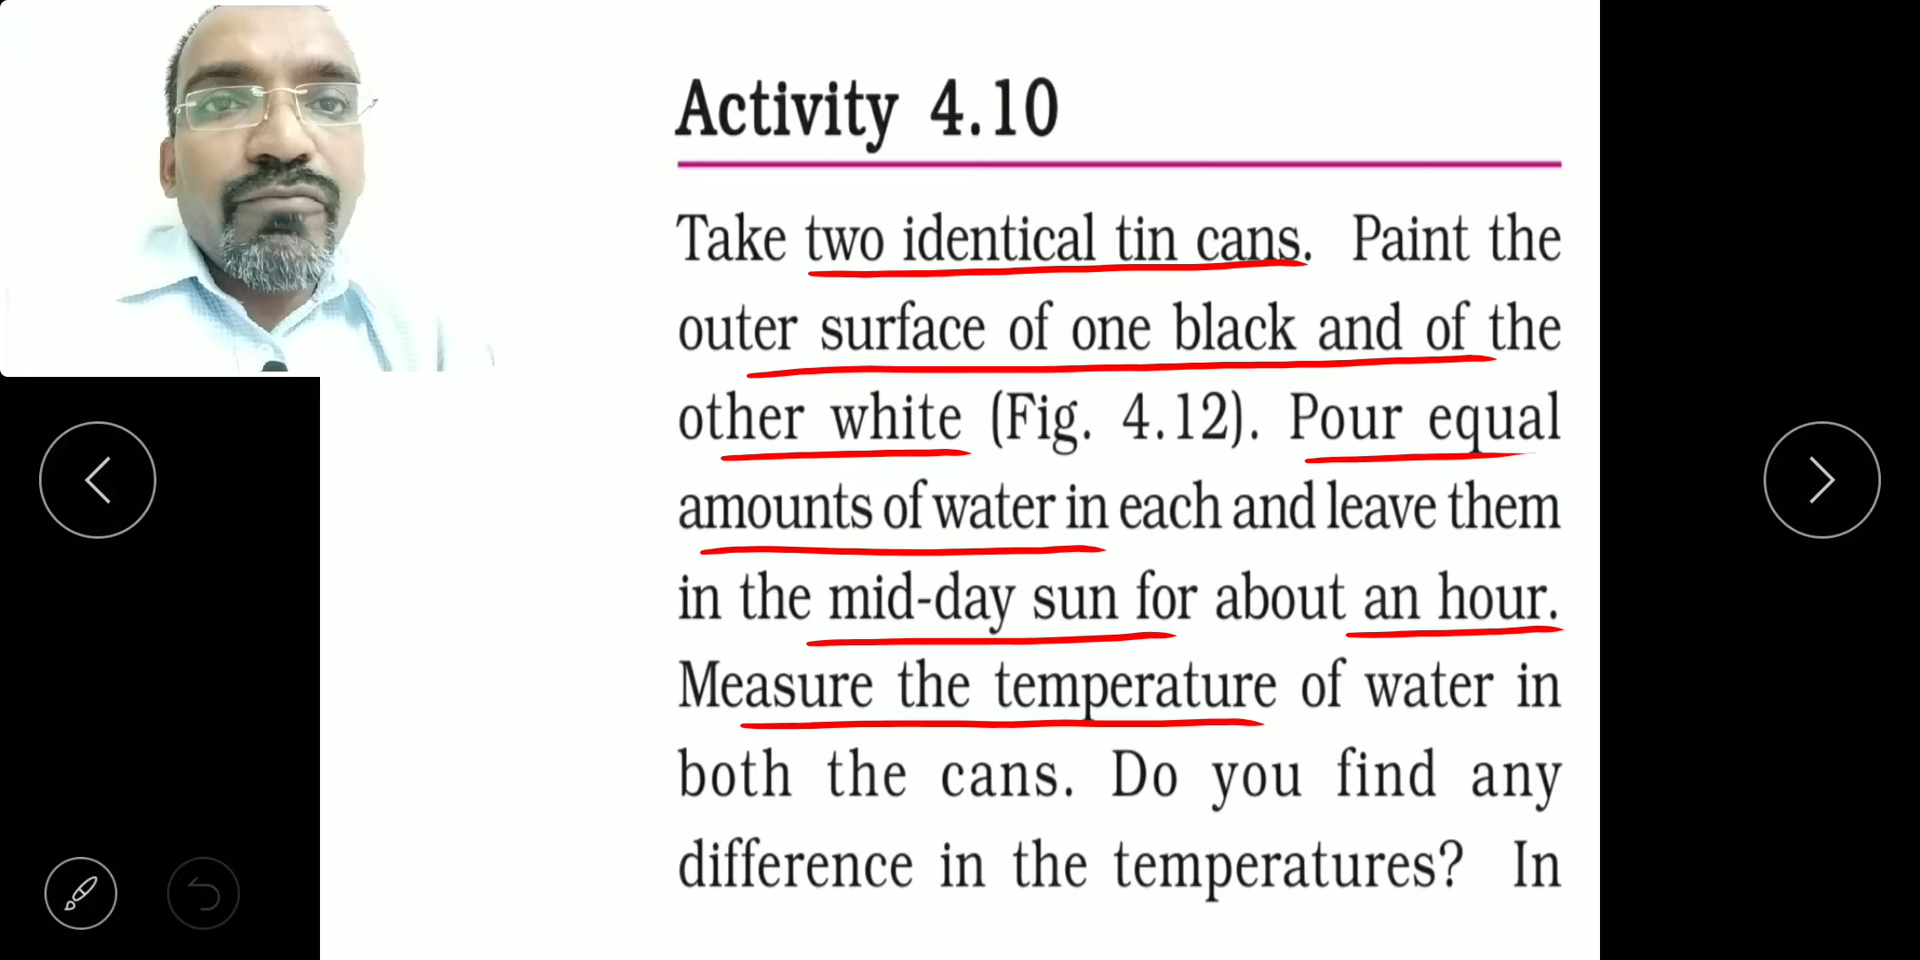 Activity 4.10
Take two identical tin cans. Paint the
outer surface of one black and of the
other white (Fig. 4.12). Pour equal
amounts of water in each and leave them
in the mid-day sun for about an hour.
Measure the temperature of water in
both the cans. Do you find any
difference in the temperatures? In